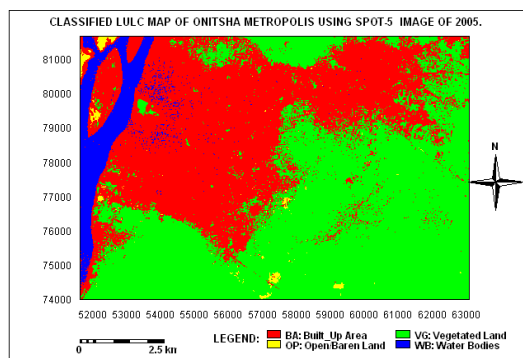 CLASSIFIED LULC MAP OF ONITSHA METROPOLIS USING SPOT-5 IMAGE OF 2005.
81000
80000
79000
78000
77000
76000
75000
74000
N
52000 53000 54000 55000 56000 57000 58000 59000 60000 61000 62000 63000
0 2.5 km
LEGEND:
BA: Built_Up Area VG: Vegetated Land
OP: Open/Baren Land WB: Water Bodies